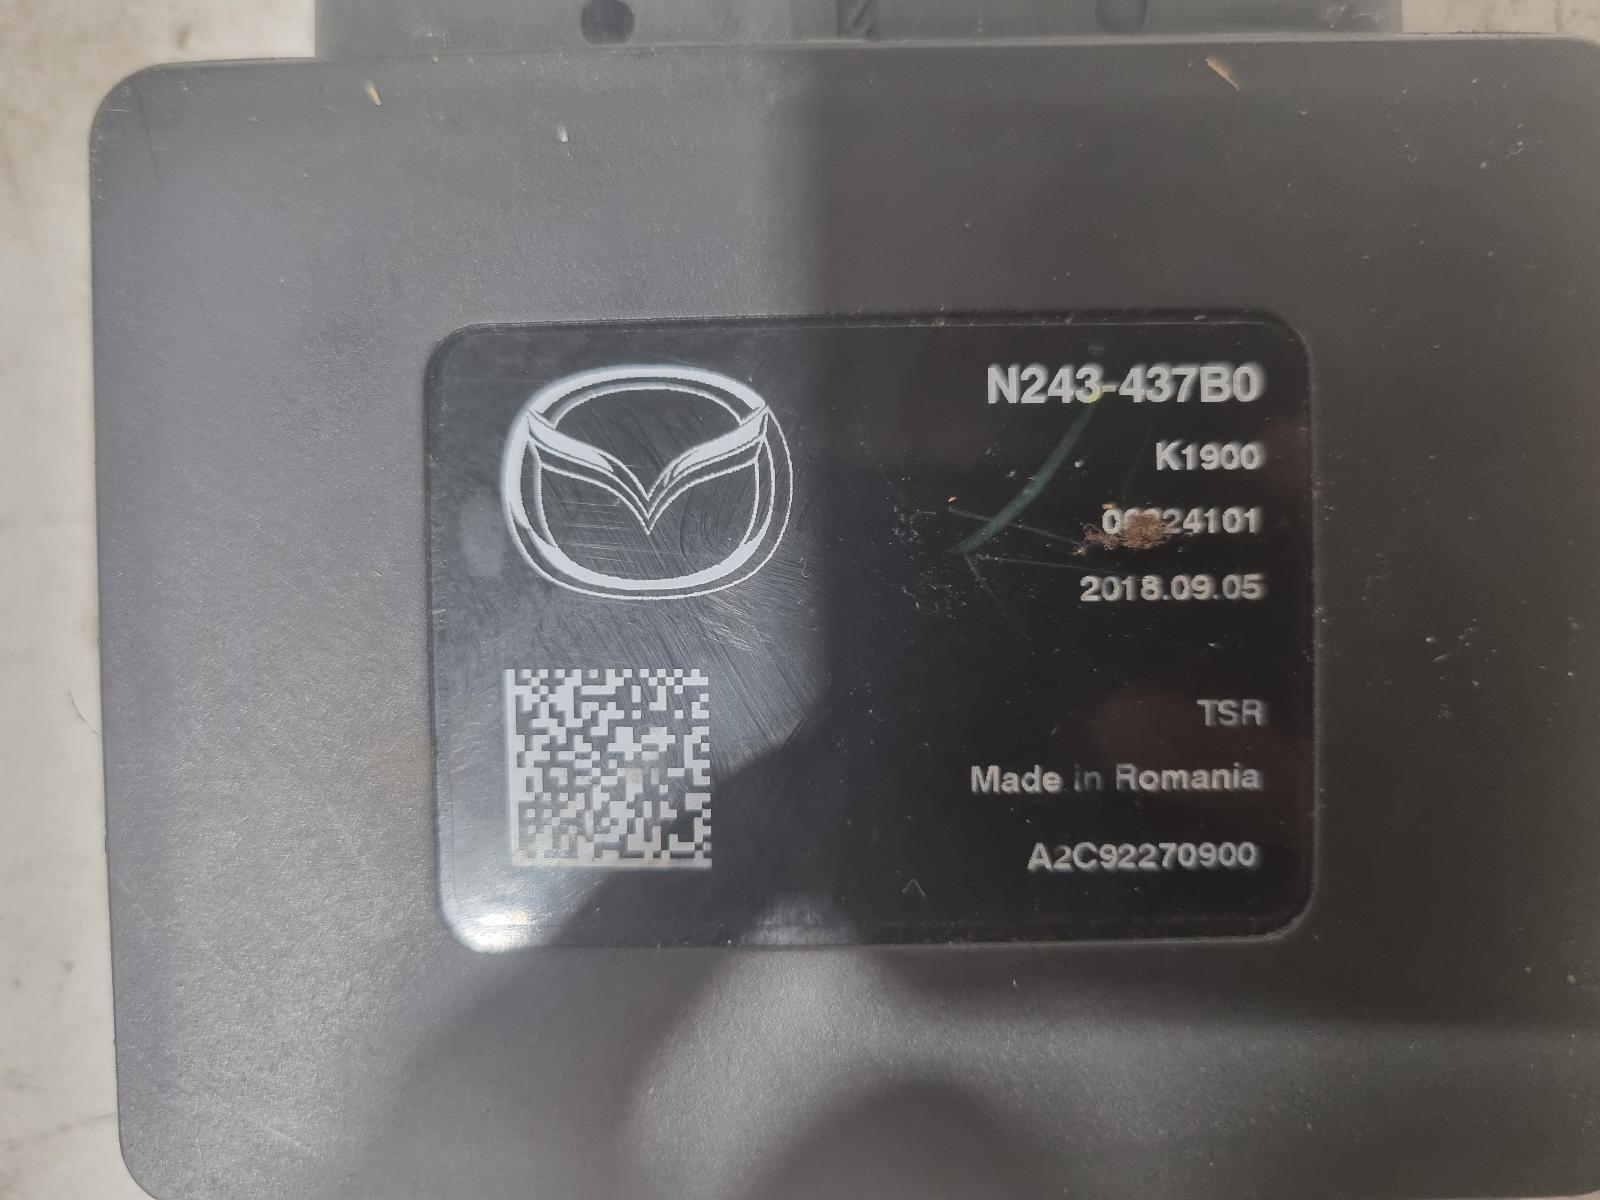 N243-437B0
K1900
2018.09.05
TSR
Made in Romania
A2C92270900